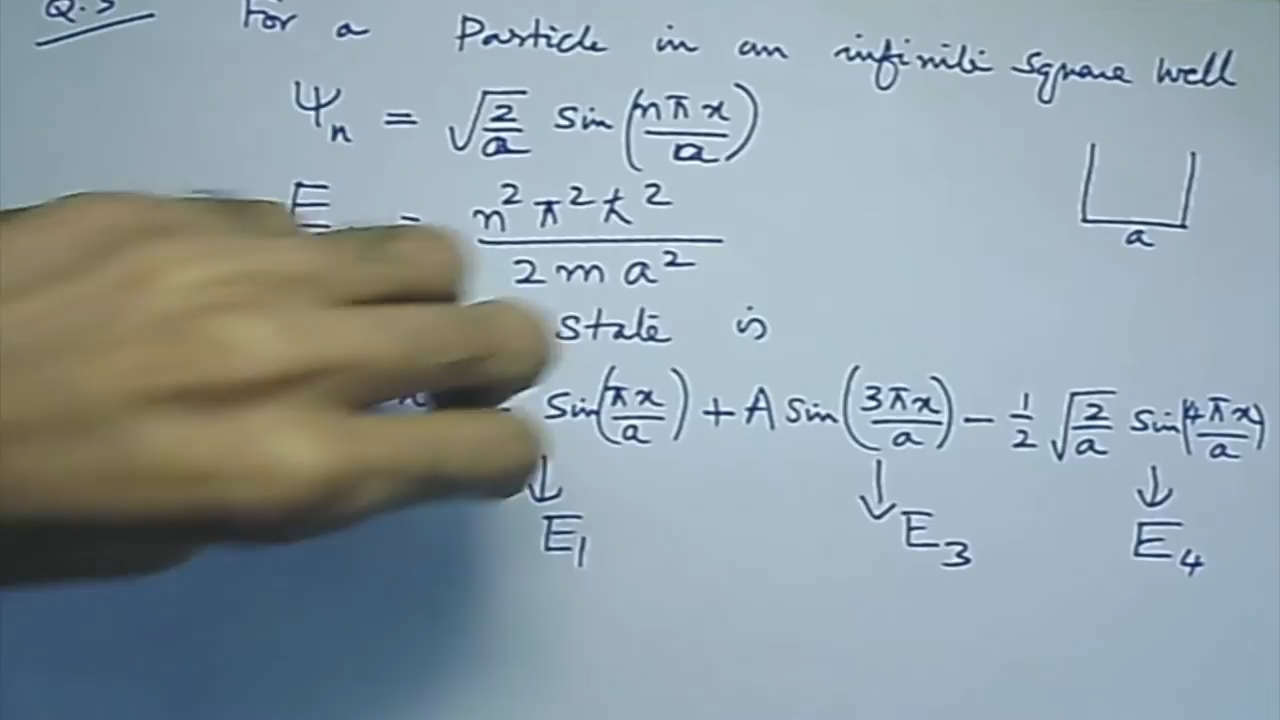 Q.3 For a Particle in an infinite square well
ψₙ = √(2/a) sin(nπx/a)
a
E = n²π²ħ² / 2ma²
state is
sin(πx/a) + A sin(3πx/a) − 1/2 √(2/a) sin(4πx/a)
↓ ↓ ↓
E₁ E₃ E₄